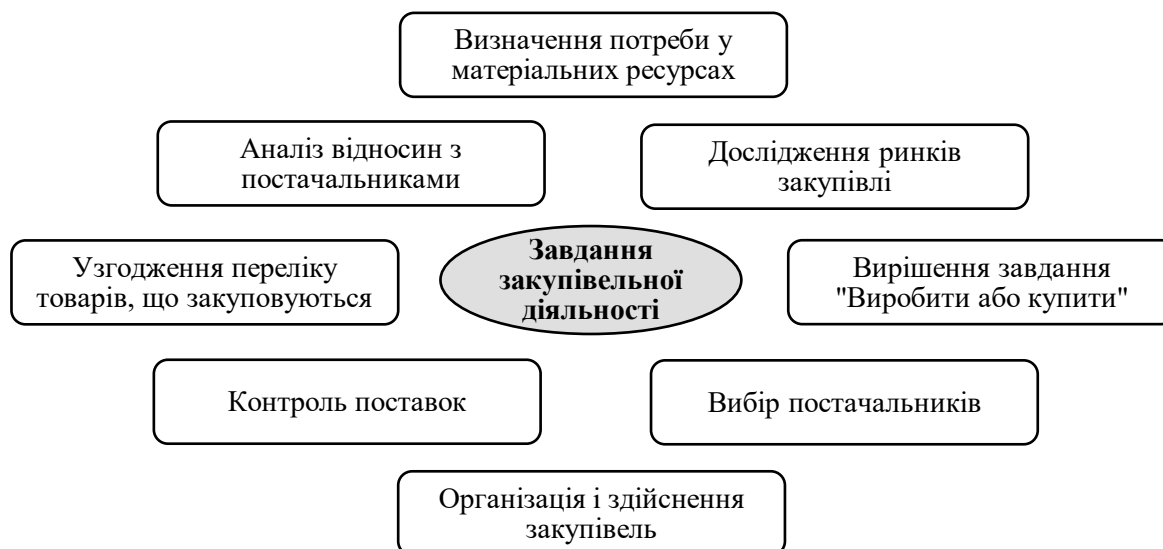 Визначення потреби у
матеріальних ресурсах
Аналіз відносин з
постачальниками
Дослідження ринків
закупівлі
Узгодження переліку
товарів, що закуповуються
Завдання
закупівельної
діяльності
Вирішення завдання
"Виробити або купити"
Контроль поставок
Вибір постачальників
Організація і здійснення
закупівель